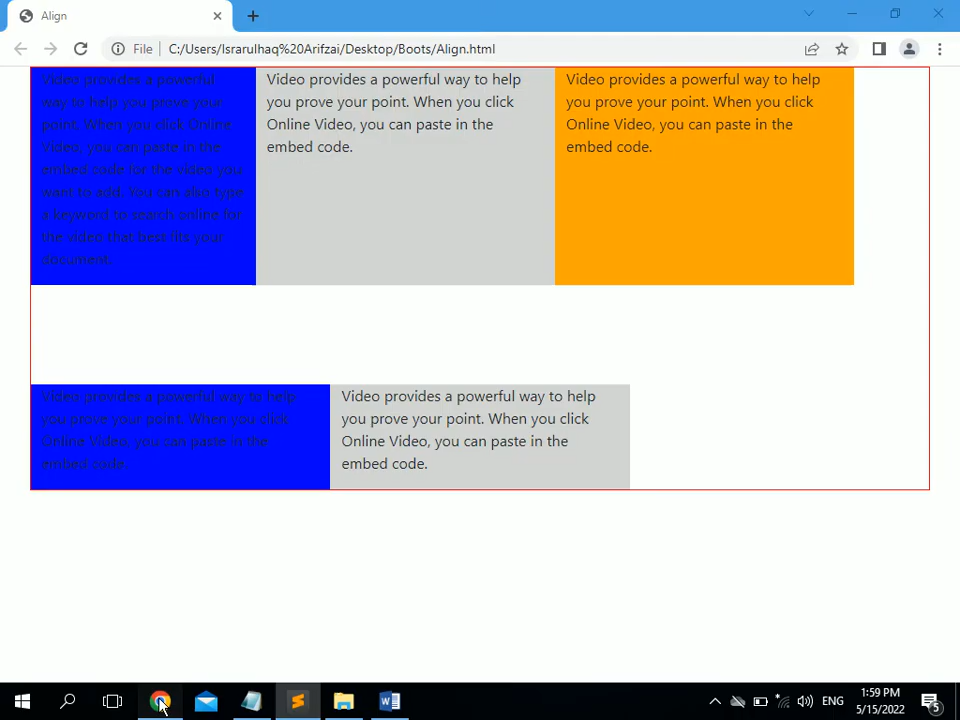 Align
File
C:/Users/Israrulhaq%20Arifzai/Desktop/Boots/Align.html
Video provides a powerful
way to help you prove your
point. When you click Online
Video, you can paste in the
embed code for the video you
want to add. You can also type
a keyword to search online for
the video that best fits your
document.
Video provides a powerful way to help
you prove your point. When you click
Online Video, you can paste in the
embed code.
Video provides a powerful way to help
you prove your point. When you click
Online Video, you can paste in the
embed code.
Video provides a powerful way to help
you prove your point. When you click
Online Video, you can paste in the
embed code.
Video provides a powerful way to help
you prove your point. When you click
Online Video, you can paste in the
embed code.
ENG
1:59 PM
5/15/2022
5